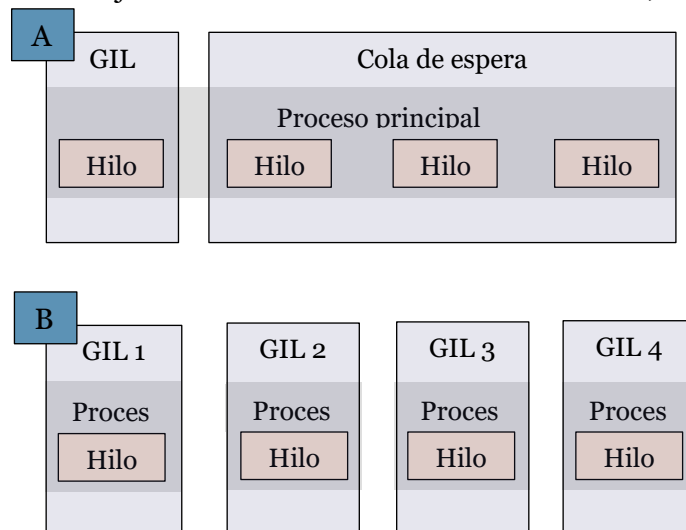 A
GIL
Cola de espera
Proceso principal
Hilo
Hilo
Hilo
Hilo
B
GIL 1
GIL 2
GIL 3
GIL 4
Proces
Proces
Proces
Proces
Hilo
Hilo
Hilo
Hilo